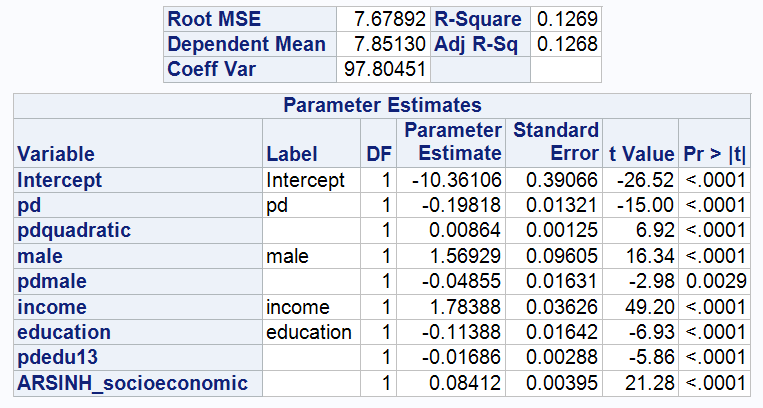 Root MSE 7.67892 R-Square 0.1269
Dependent Mean 7.85130 Adj R-Sq 0.1268
Coeff Var 97.80451
Parameter Estimates
Variable Label DF Parameter Estimate Standard Error t Value Pr > |t|
Intercept Intercept 1 -10.36106 0.39066 -26.52 <.0001
pd pd 1 -0.19818 0.01321 -15.00 <.0001
pdquadratic 1 0.00864 0.00125 6.92 <.0001
male male 1 1.56929 0.09605 16.34 <.0001
pdmale 1 -0.04855 0.01631 -2.98 0.0029
income income 1 1.78388 0.03626 49.20 <.0001
education education 1 -0.11388 0.01642 -6.93 <.0001
pdedu13 1 -0.01686 0.00288 -5.86 <.0001
ARSINH_socioeconomic 1 0.08412 0.00395 21.28 <.0001